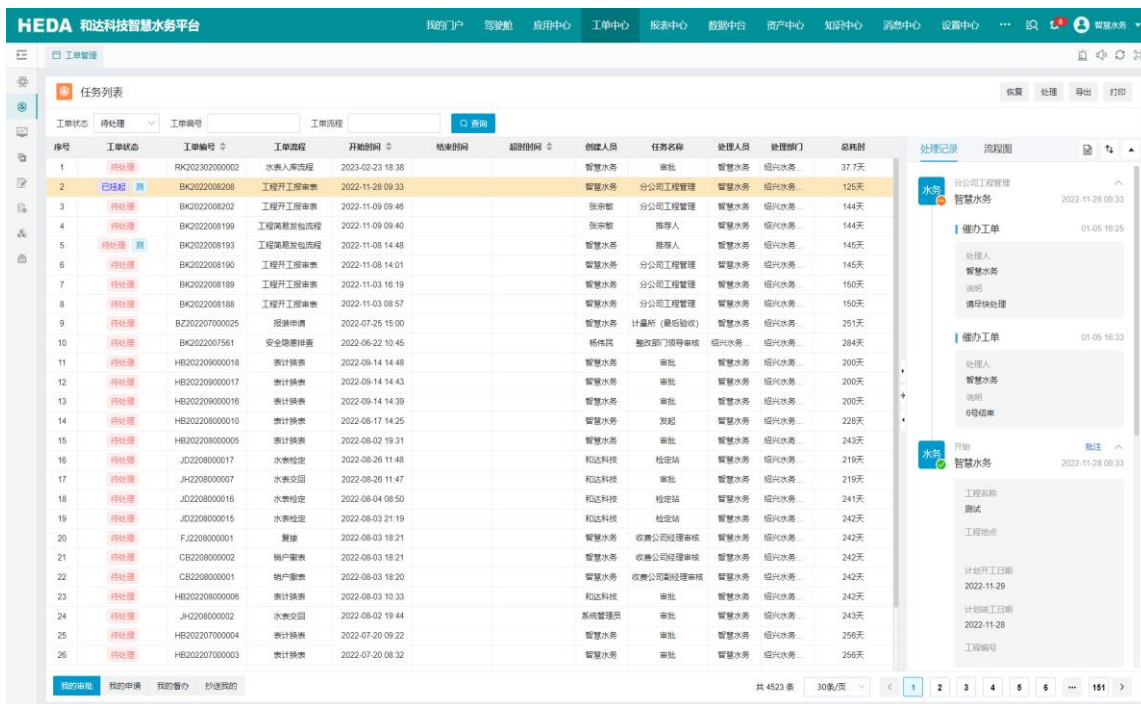 HEDA 和达科技智慧水务平台 我的门户 驾驶舱 应用中心 工单中心 报表中心 数据中台 资产中心 知识中心 消息中心 设置中心 ... 8 智慧水务
工单管理
任务列表 恢复 处理 导出 打印
工单状态 待处理 工单编号 工单流程 查询
序号 工单状态 工单编号 工单流程 开始时间 结束时间 超时时间 创建人员 任务名称 处理人员 处理部门 总耗时
1 待处理 RK202302000002 水表入库流程 2023-02-23 18:38 智慧水务 审批 智慧水务 绍兴水务... 37.7天
2 已挂起 测 BK2022008208 工程开工报审表 2022-11-28 09:33 智慧水务 分公司工程管理 智慧水务 绍兴水务... 125天
3 待处理 BK2022008202 工程开工报审表 2022-11-09 09:46 张宗敏 分公司工程管理 智慧水务 绍兴水务... 144天
4 待处理 BK2022008199 工程简易发包流程 2022-11-09 09:40 张宗敏 推荐人 智慧水务 绍兴水务... 144天
5 待处理 测 BK2022008193 工程简易发包流程 2022-11-08 14:48 智慧水务 推荐人 智慧水务 绍兴水务... 145天
6 待处理 BK2022008190 工程开工报审表 2022-11-08 14:01 智慧水务 分公司工程管理 智慧水务 绍兴水务... 145天
7 待处理 BK2022008189 工程开工报审表 2022-11-03 16:19 智慧水务 分公司工程管理 智慧水务 绍兴水务... 150天
8 待处理 BK2022008188 工程开工报审表 2022-11-03 08:57 智慧水务 分公司工程管理 智慧水务 绍兴水务... 150天
9 待处理 BZ202207000025 报装申请 2022-07-25 15:00 智慧水务 计量所（最后验收） 智慧水务 绍兴水务... 251天
10 待处理 BK2022007561 安全隐患排查 2022-06-22 10:45 杨伟民 整改部门领导审核 绍兴水务... 绍兴水务... 284天
11 待处理 HB202209000018 表计换表 2022-09-14 14:48 智慧水务 审批 智慧水务 绍兴水务... 200天
12 待处理 HB202209000017 表计换表 2022-09-14 14:43 智慧水务 审批 智慧水务 绍兴水务... 200天
13 待处理 HB202209000016 表计换表 2022-09-14 14:39 智慧水务 审批 智慧水务 绍兴水务... 200天
14 待处理 HB202208000010 表计换表 2022-08-17 14:25 智慧水务 发起 智慧水务 绍兴水务... 228天
15 待处理 HB202208000005 表计换表 2022-08-02 19:31 智慧水务 审批 智慧水务 绍兴水务... 243天
16 待处理 JD2208000017 水表检定 2022-08-26 11:48 和达科技 检定站 智慧水务 绍兴水务... 219天
17 待处理 JH2208000007 水表交回 2022-08-26 11:47 和达科技 审批 智慧水务 绍兴水务... 219天
18 待处理 JD2208000016 水表检定 2022-08-04 08:50 和达科技 检定站 智慧水务 绍兴水务... 241天
19 待处理 JD2208000015 水表检定 2022-08-03 21:19 和达科技 检定站 智慧水务 绍兴水务... 242天
20 待处理 FJ2208000001 复接 2022-08-03 18:21 智慧水务 收费公司经理审核 智慧水务 绍兴水务... 242天
21 待处理 CB2208000002 销户撤表 2022-08-03 18:21 智慧水务 收费公司经理审核 智慧水务 绍兴水务... 242天
22 待处理 CB2208000001 销户撤表 2022-08-03 18:20 智慧水务 收费公司副经理审核 智慧水务 绍兴水务... 242天
23 待处理 HB202208000006 表计换表 2022-08-03 10:33 和达科技 审批 智慧水务 绍兴水务... 242天
24 待处理 JH2208000002 水表交回 2022-08-02 19:44 系统管理员 审批 智慧水务 绍兴水务... 243天
25 待处理 HB202207000004 表计换表 2022-07-20 09:22 智慧水务 审批 智慧水务 绍兴水务... 256天
26 待处理 HB202207000003 表计换表 2022-07-20 08:32 智慧水务 审批 智慧水务 绍兴水务... 256天
我的审批 我的申请 我的督办 抄送我的 共 4523 条 30条/页 1 2 3 4 5 6 ... 151
处理记录 流程图
水务 分公司工程管理
智慧水务 2022-11-28 09:33
催办工单 01-05 16:25
处理人
智慧水务
说明
请尽快处理
催办工单 01-05 16:33
处理人
智慧水务
说明
6号结束
水务 开始 批注
智慧水务 2022-11-28 09:33
工程名称
测试
工程地点
计划开工日期
2022-11-29
计划竣工日期
2022-11-28
工程编号